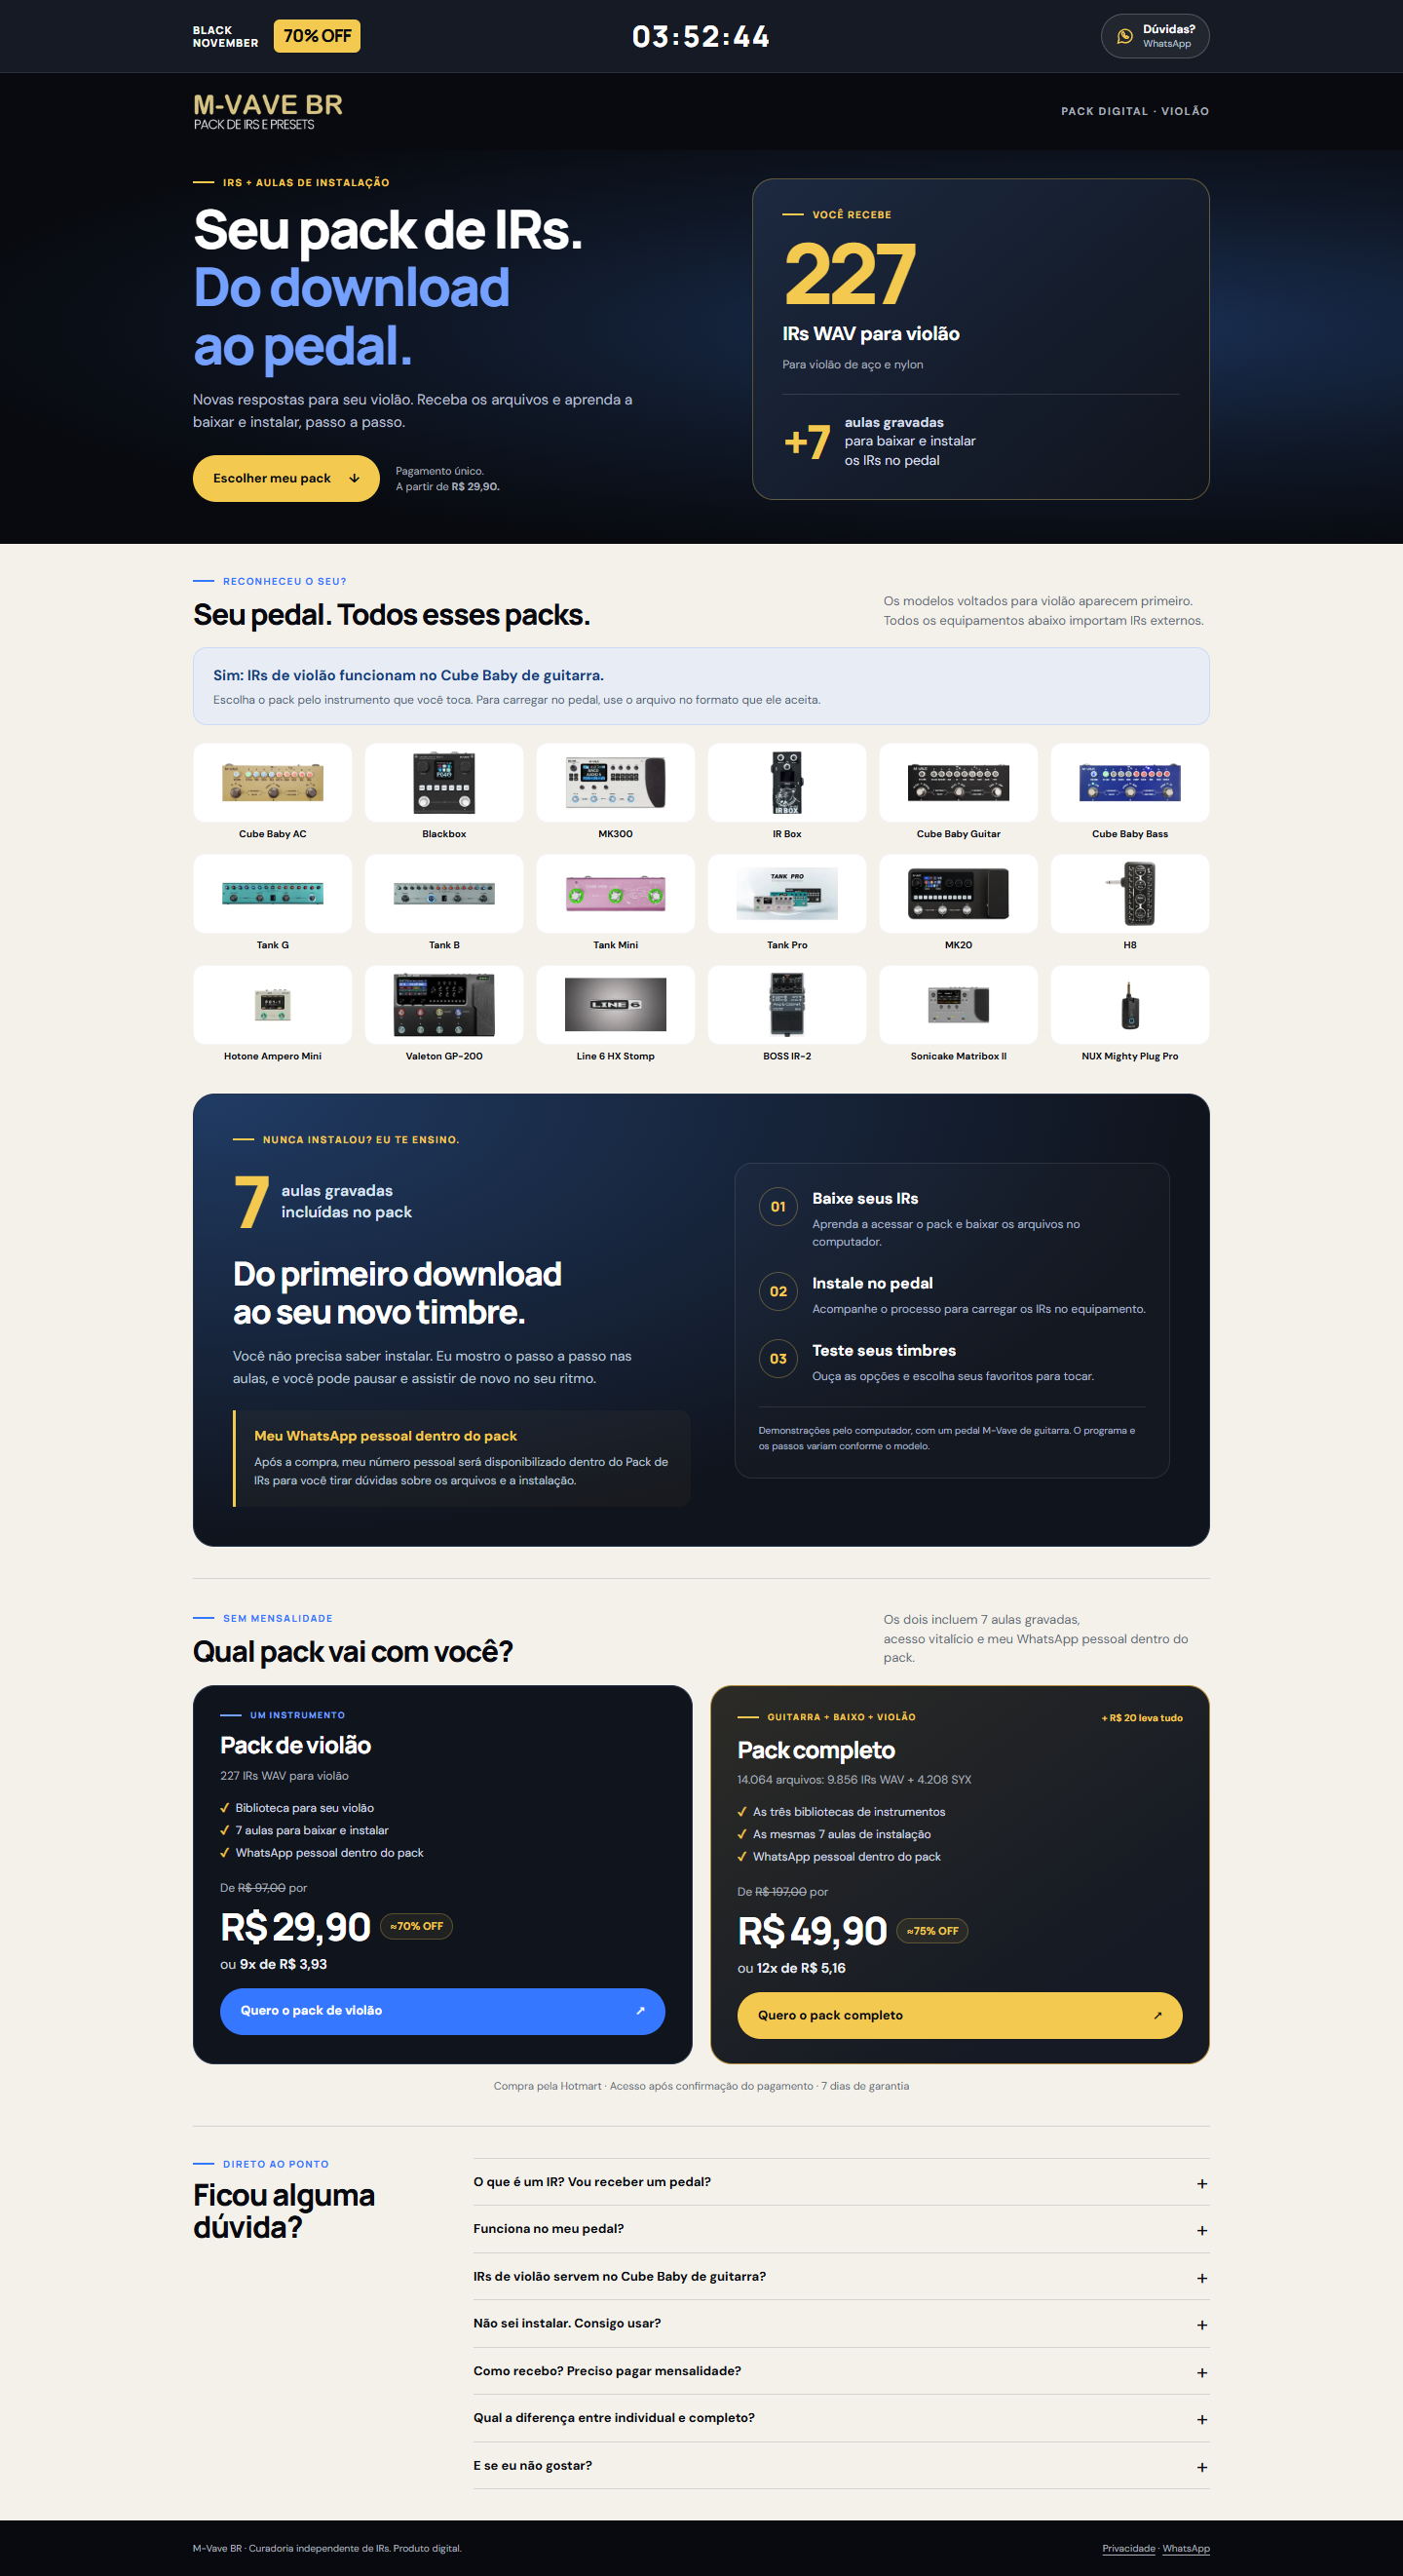 BLACK
NOVEMBER
70% OFF
03:52:44
Dúvidas?
WhatsApp
M-VAVE BR
PACK DE IRS E PRESETS
PACK DIGITAL · VIOLÃO
IRS + AULAS DE INSTALAÇÃO
Seu pack de IRs.
Do download
ao pedal.
Novas respostas para seu violão. Receba os arquivos e aprenda a
baixar e instalar, passo a passo.
Escolher meu pack ↓
Pagamento único.
A partir de R$ 29,90.
VOCÊ RECEBE
227
IRs WAV para violão
Para violão de aço e nylon
+7
aulas gravadas
para baixar e instalar
os IRs no pedal
RECONHECEU O SEU?
Seu pedal. Todos esses packs.
Os modelos voltados para violão aparecem primeiro.
Todos os equipamentos abaixo importam IRs externos.
Sim: IRs de violão funcionam no Cube Baby de guitarra.
Escolha o pack pelo instrumento que você toca. Para carregar no pedal, use o arquivo no formato que ele aceita.
IR BOX
Cube Baby AC
Blackbox
MK300
IR Box
Cube Baby Guitar
Cube Baby Bass
TANK PRO
Tank G
Tank B
Tank Mini
Tank Pro
MK20
H8
LINE 6
Hotone Ampero Mini
Valeton GP-200
Line 6 HX Stomp
BOSS IR-2
Sonicake Matribox II
NUX Mighty Plug Pro
NUNCA INSTALOU? EU TE ENSINO.
7
aulas gravadas
incluídas no pack
Do primeiro download
ao seu novo timbre.
Você não precisa saber instalar. Eu mostro o passo a passo nas
aulas, e você pode pausar e assistir de novo no seu ritmo.
Meu WhatsApp pessoal dentro do pack
Após a compra, meu número pessoal será disponibilizado dentro do Pack de
IRs para você tirar dúvidas sobre os arquivos e a instalação.
01
Baixe seus IRs
Aprenda a acessar o pack e baixar os arquivos no
computador.
02
Instale no pedal
Acompanhe o processo para carregar os IRs no equipamento.
03
Teste seus timbres
Ouça as opções e escolha seus favoritos para tocar.
Demonstrações pelo computador, com um pedal M-Vave de guitarra. O programa e
os passos variam conforme o modelo.
SEM MENSALIDADE
Qual pack vai com você?
Os dois incluem 7 aulas gravadas,
acesso vitalício e meu WhatsApp pessoal dentro do
pack.
UM INSTRUMENTO
Pack de violão
227 IRs WAV para violão
✓ Biblioteca para seu violão
✓ 7 aulas para baixar e instalar
✓ WhatsApp pessoal dentro do pack
De R$ 97,00 por
R$ 29,90 ≈70% OFF
ou 9x de R$ 3,93
Quero o pack de violão ↗
GUITARRA + BAIXO + VIOLÃO
+ R$ 20 leva tudo
Pack completo
14.064 arquivos: 9.856 IRs WAV + 4.208 SYX
✓ As três bibliotecas de instrumentos
✓ As mesmas 7 aulas de instalação
✓ WhatsApp pessoal dentro do pack
De R$ 197,00 por
R$ 49,90 ≈75% OFF
ou 12x de R$ 5,16
Quero o pack completo ↗
Compra pela Hotmart · Acesso após confirmação do pagamento · 7 dias de garantia
DIRETO AO PONTO
Ficou alguma
dúvida?
O que é um IR? Vou receber um pedal? +
Funciona no meu pedal? +
IRs de violão servem no Cube Baby de guitarra? +
Não sei instalar. Consigo usar? +
Como recebo? Preciso pagar mensalidade? +
Qual a diferença entre individual e completo? +
E se eu não gostar? +
M-Vave BR · Curadoria independente de IRs. Produto digital.
Privacidade · WhatsApp